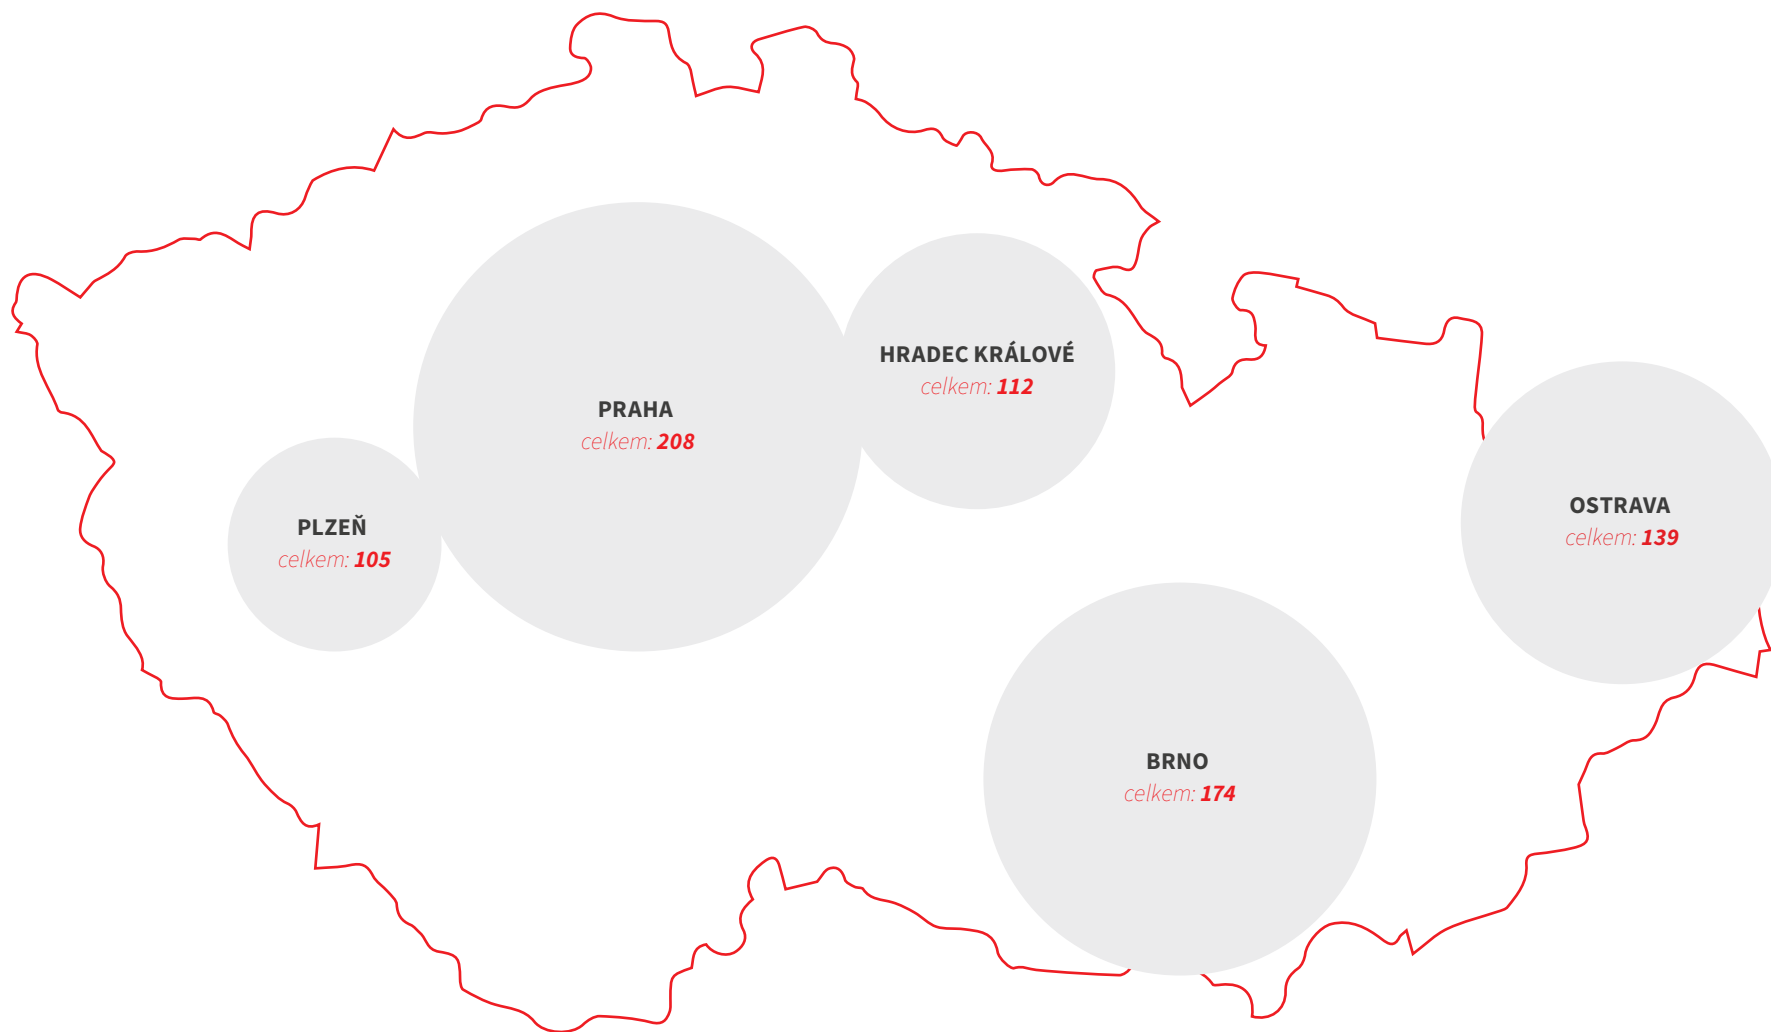 HRADEC KRÁLOVÉ
celkem: 112
PRAHA
celkem: 208
OSTRAVA
celkem: 139
PLZEŇ
celkem: 105
BRNO
celkem: 174